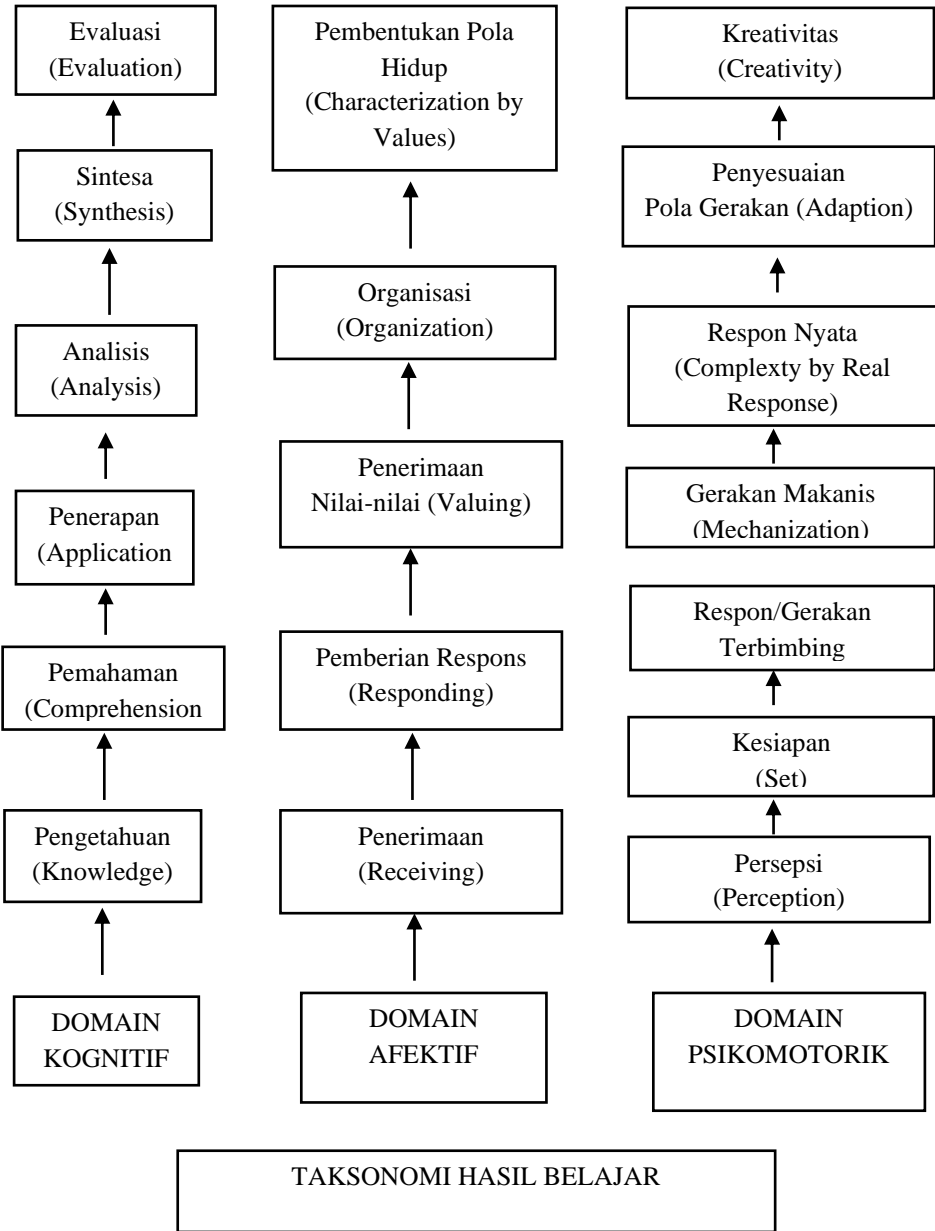 Evaluasi
(Evaluation)
Sintesa
(Synthesis)
Analisis
(Analysis)
Penerapan
(Application
Pemahaman
(Comprehension
Pengetahuan
(Knowledge)
DOMAIN
KOGNITIF
Pembentukan Pola
Hidup
(Characterization by
Values)
Organisasi
(Organization)
Penerimaan
Nilai-nilai (Valuing)
Pemberian Respons
(Responding)
Penerimaan
(Receiving)
DOMAIN
AFEKTIF
Kreativitas
(Creativity)
Penyesuaian
Pola Gerakan (Adaption)
Respon Nyata
(Complexty by Real
Response)
Gerakan Makanis
(Mechanization)
Respon/Gerakan
Terbimbing
Kesiapan
(Set)
Persepsi
(Perception)
DOMAIN
PSIKOMOTORIK
TAKSONOMI HASIL BELAJAR